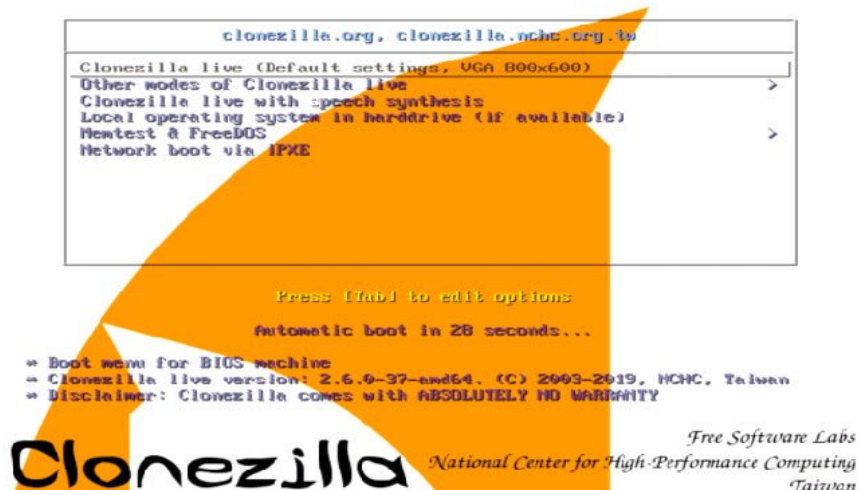 clonezilla.org, clonezilla.nchc.org.tw
Clonezilla live (Default settings, VGA 800x600)
Other modes of Clonezilla live >
Clonezilla live with speech synthesis
Local operating system in harddrive (if available)
Memtest & FreeDOS >
Network boot via iPXE
Press [Tab] to edit options
Automatic boot in 28 seconds...
* Boot menu for BIOS machine
* Clonezilla live version: 2.6.0-37-amd64. (C) 2003-2019, NCHC, Taiwan
* Disclaimer: Clonezilla comes with ABSOLUTELY NO WARRANTY
Clonezilla
Free Software Labs
National Center for High-Performance Computing
Taiwan